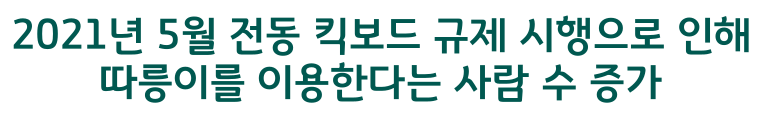 2021년 5월 전동 킥보드 규제 시행으로 인해
따릉이를 이용한다는 사람 수 증가